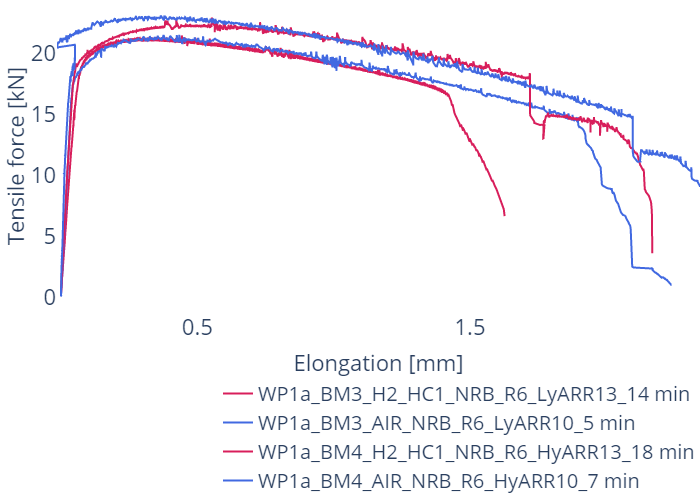 Tensile force [kN]
20
15
10
5
0
0.5
1.5
Elongation [mm]
WP1a_BM3_H2_HC1_NRB_R6_LyARR13_14 min
WP1a_BM3_AIR_NRB_R6_LyARR10_5 min
WP1a_BM4_H2_HC1_NRB_R6_HyARR13_18 min
WP1a_BM4_AIR_NRB_R6_HyARR10_7 min